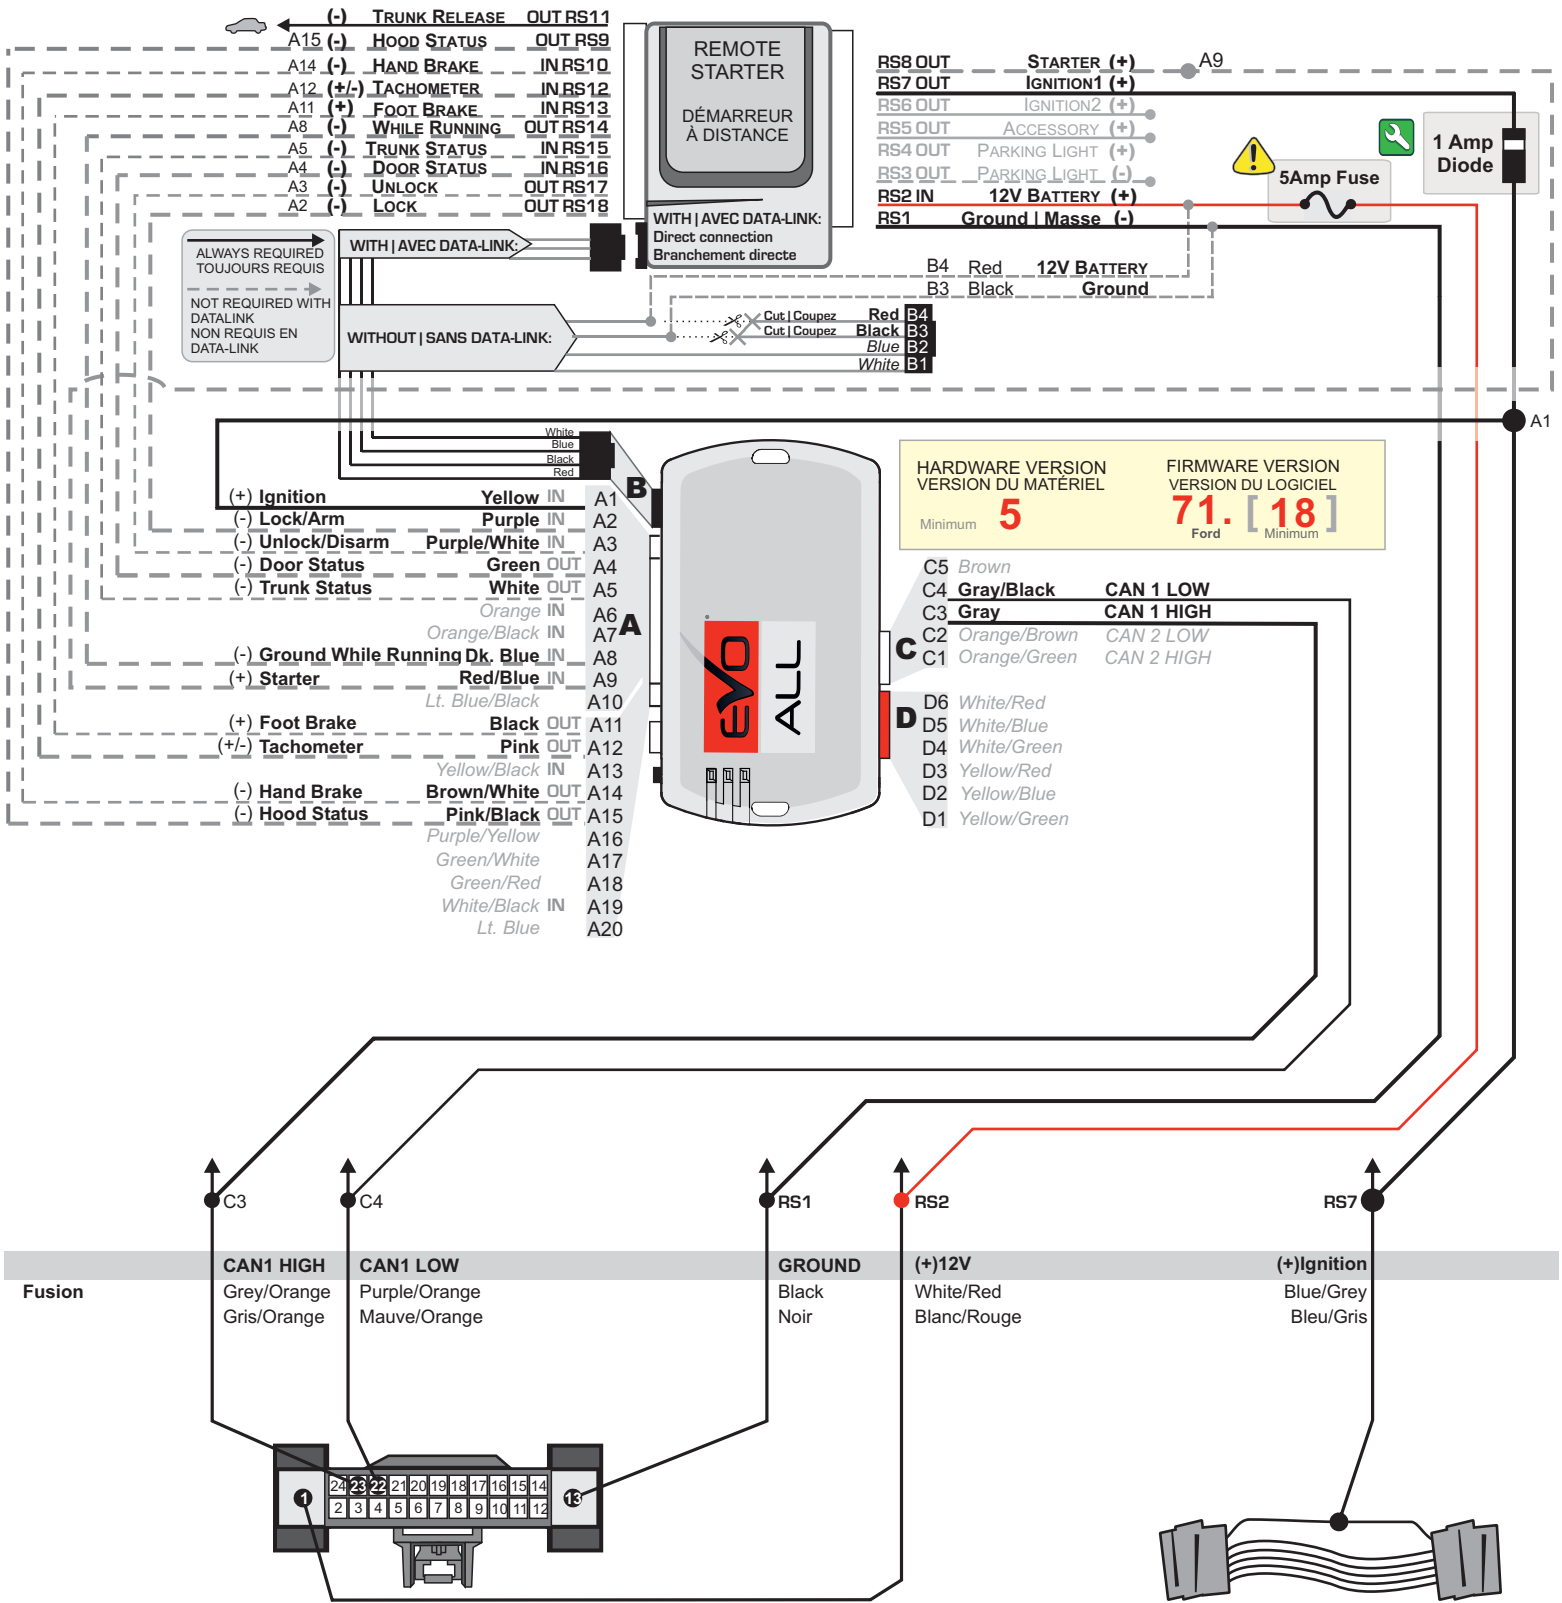 (-) TRUNK RELEASE OUT RS11
A15 (-) HOOD STATUS OUT RS9
A14 (-) HAND BRAKE IN RS10
A12 (+/-) TACHOMETER IN RS12
A11 (+) FOOT BRAKE IN RS13
A8 (-) WHILE RUNNING OUT RS14
A5 (-) TRUNK STATUS IN RS15
A4 (-) DOOR STATUS IN RS16
A3 (-) UNLOCK OUT RS17
A2 (-) LOCK OUT RS18
REMOTE
STARTER
DÉMARREUR
À DISTANCE
WITH | AVEC DATA-LINK:
Direct connection
Branchement directe
RS8 OUT STARTER (+) A9
RS7 OUT IGNITION1 (+)
RS6 OUT IGNITION2 (+)
RS5 OUT ACCESSORY (+)
RS4 OUT PARKING LIGHT (+)
RS3 OUT PARKING LIGHT (-)
RS2 IN 12V BATTERY (+)
RS1 Ground | Masse (-)
5Amp Fuse
1 Amp
Diode
ALWAYS REQUIRED
TOUJOURS REQUIS
NOT REQUIRED WITH
DATALINK
NON REQUIS EN
DATA-LINK
WITH | AVEC DATA-LINK:
WITHOUT | SANS DATA-LINK:
B4 Red 12V BATTERY
B3 Black Ground
Cut | Coupez Red B4
Cut | Coupez Black B3
Blue B2
White B1
A1
White
Blue
Black
Red
B
(+) Ignition Yellow IN A1
(-) Lock/Arm Purple IN A2
(-) Unlock/Disarm Purple/White IN A3
(-) Door Status Green OUT A4
(-) Trunk Status White OUT A5
Orange IN A6
Orange/Black IN A7
(-) Ground While Running Dk. Blue IN A8
(+) Starter Red/Blue IN A9
Lt. Blue/Black A10
(+) Foot Brake Black OUT A11
(+/-) Tachometer Pink OUT A12
Yellow/Black IN A13
(-) Hand Brake Brown/White OUT A14
(-) Hood Status Pink/Black OUT A15
Purple/Yellow A16
Green/White A17
Green/Red A18
White/Black IN A19
Lt. Blue A20
A
EVO
ALL
HARDWARE VERSION
VERSION DU MATÉRIEL
Minimum 5
FIRMWARE VERSION
VERSION DU LOGICIEL
71. [ 18 ]
Ford Minimum
C
C5 Brown
C4 Gray/Black CAN 1 LOW
C3 Gray CAN 1 HIGH
C2 Orange/Brown CAN 2 LOW
C1 Orange/Green CAN 2 HIGH
D
D6 White/Red
D5 White/Blue
D4 White/Green
D3 Yellow/Red
D2 Yellow/Blue
D1 Yellow/Green
C3 C4 RS1 RS2 RS7
CAN1 HIGH CAN1 LOW GROUND (+)12V (+)Ignition
Fusion Grey/Orange Purple/Orange Black White/Red Blue/Grey
Gris/Orange Mauve/Orange Noir Blanc/Rouge Bleu/Gris
24 23 22 21 20 19 18 17 16 15 14
1 13
2 3 4 5 6 7 8 9 10 11 12